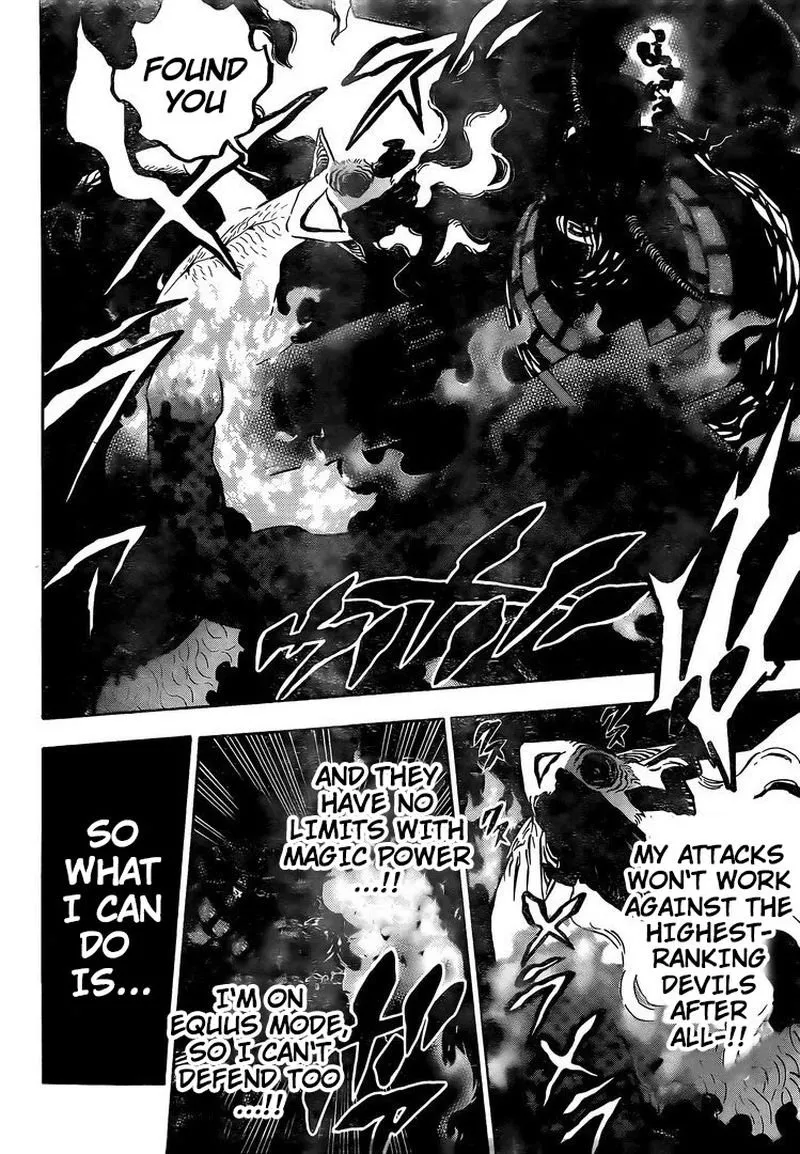 FOUND
YOU
MY ATTACKS
WON'T WORK
AGAINST THE
HIGHEST-
RANKING
DEVILS
AFTER
ALL-!!
AND THEY
HAVE NO
LIMITS WITH
MAGIC POWER
...!!
I'M ON
EQUUS MODE,
SO I CAN'T
DEFEND TOO
...!!
SO
WHAT
I CAN
DO
IS...